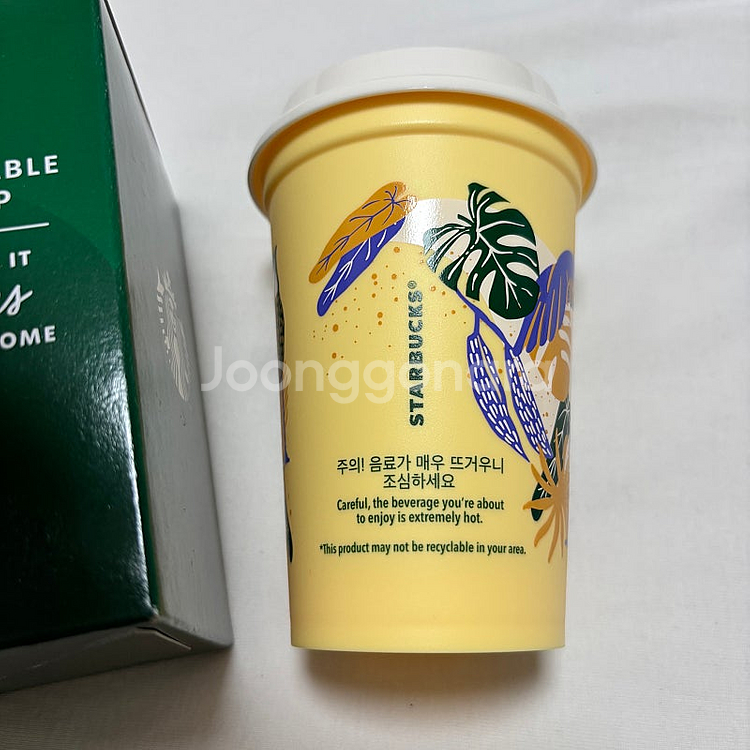 IT
OME
STARBUCKS®
주의! 음료가 매우 뜨거우니
조심하세요
Careful, the beverage you're about
to enjoy is extremely hot.
*This product may not be recyclable in your area.